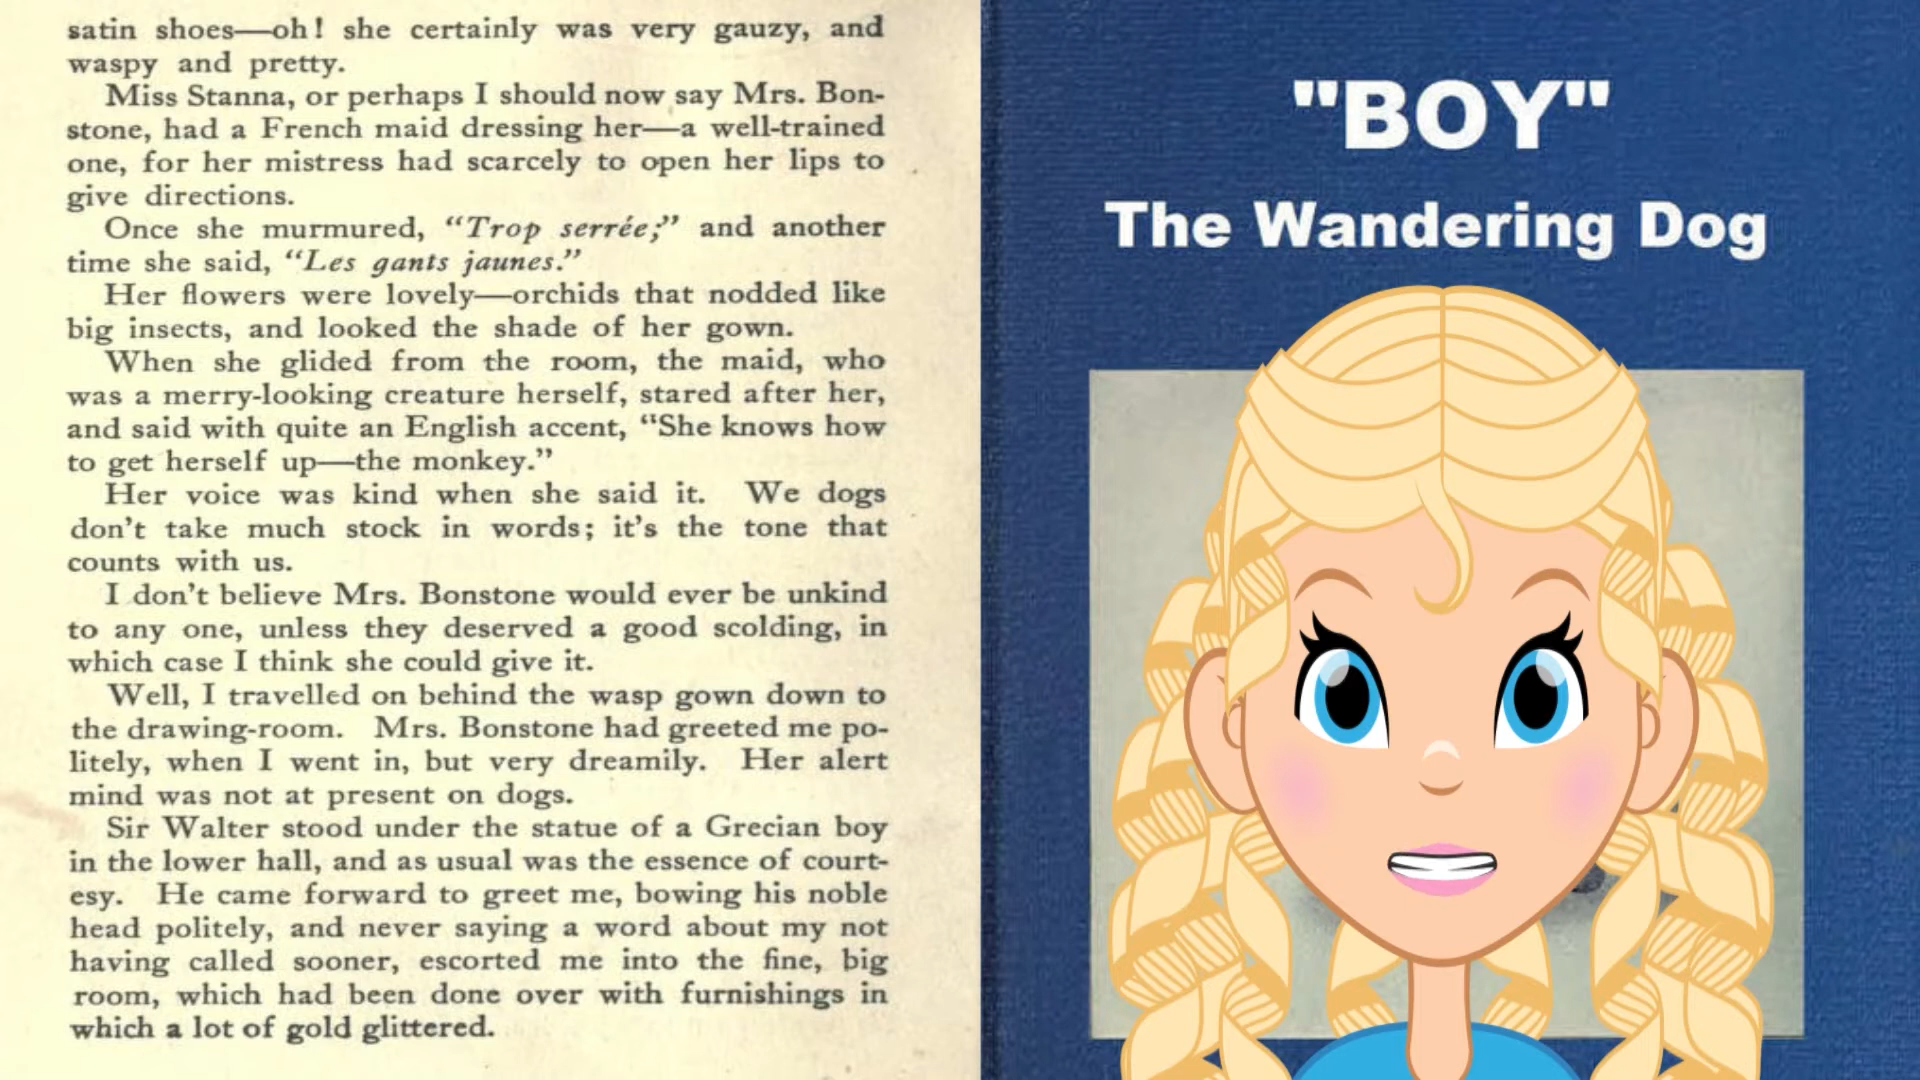 satin shoes—oh! she certainly was very gauzy, and
waspy and pretty.
Miss Stanna, or perhaps I should now say Mrs. Bon-
stone, had a French maid dressing her—a well-trained
one, for her mistress had scarcely to open her lips to
give directions.
Once she murmured, “Trop serrée;” and another
time she said, “Les gants jaunes.”
Her flowers were lovely—orchids that nodded like
big insects, and looked the shade of her gown.
When she glided from the room, the maid, who
was a merry-looking creature herself, stared after her,
and said with quite an English accent, “She knows how
to get herself up—the monkey.”
Her voice was kind when she said it. We dogs
don’t take much stock in words; it’s the tone that
counts with us.
I don’t believe Mrs. Bonstone would ever be unkind
to any one, unless they deserved a good scolding, in
which case I think she could give it.
Well, I travelled on behind the wasp gown down to
the drawing-room. Mrs. Bonstone had greeted me po-
litely, when I went in, but very dreamily. Her alert
mind was not at present on dogs.
Sir Walter stood under the statue of a Grecian boy
in the lower hall, and as usual was the essence of court-
esy. He came forward to greet me, bowing his noble
head politely, and never saying a word about my not
having called sooner, escorted me into the fine, big
room, which had been done over with furnishings in
which a lot of gold glittered.
"BOY"
The Wandering Dog